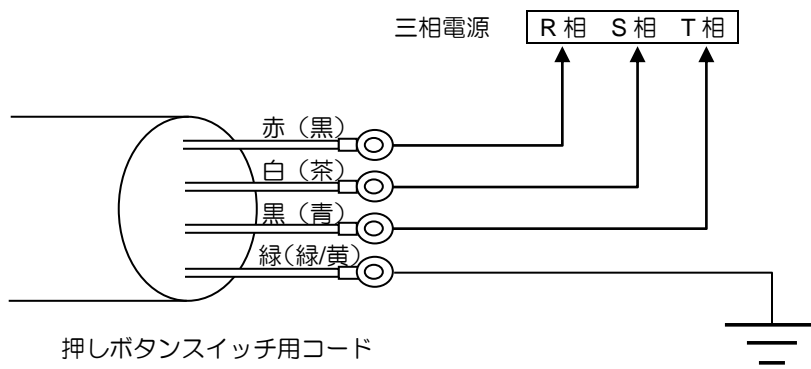 三相電源 R相 S相 T相
赤（黒）
白（茶）
黒（青）
緑(緑/黄)
押しボタンスイッチ用コード